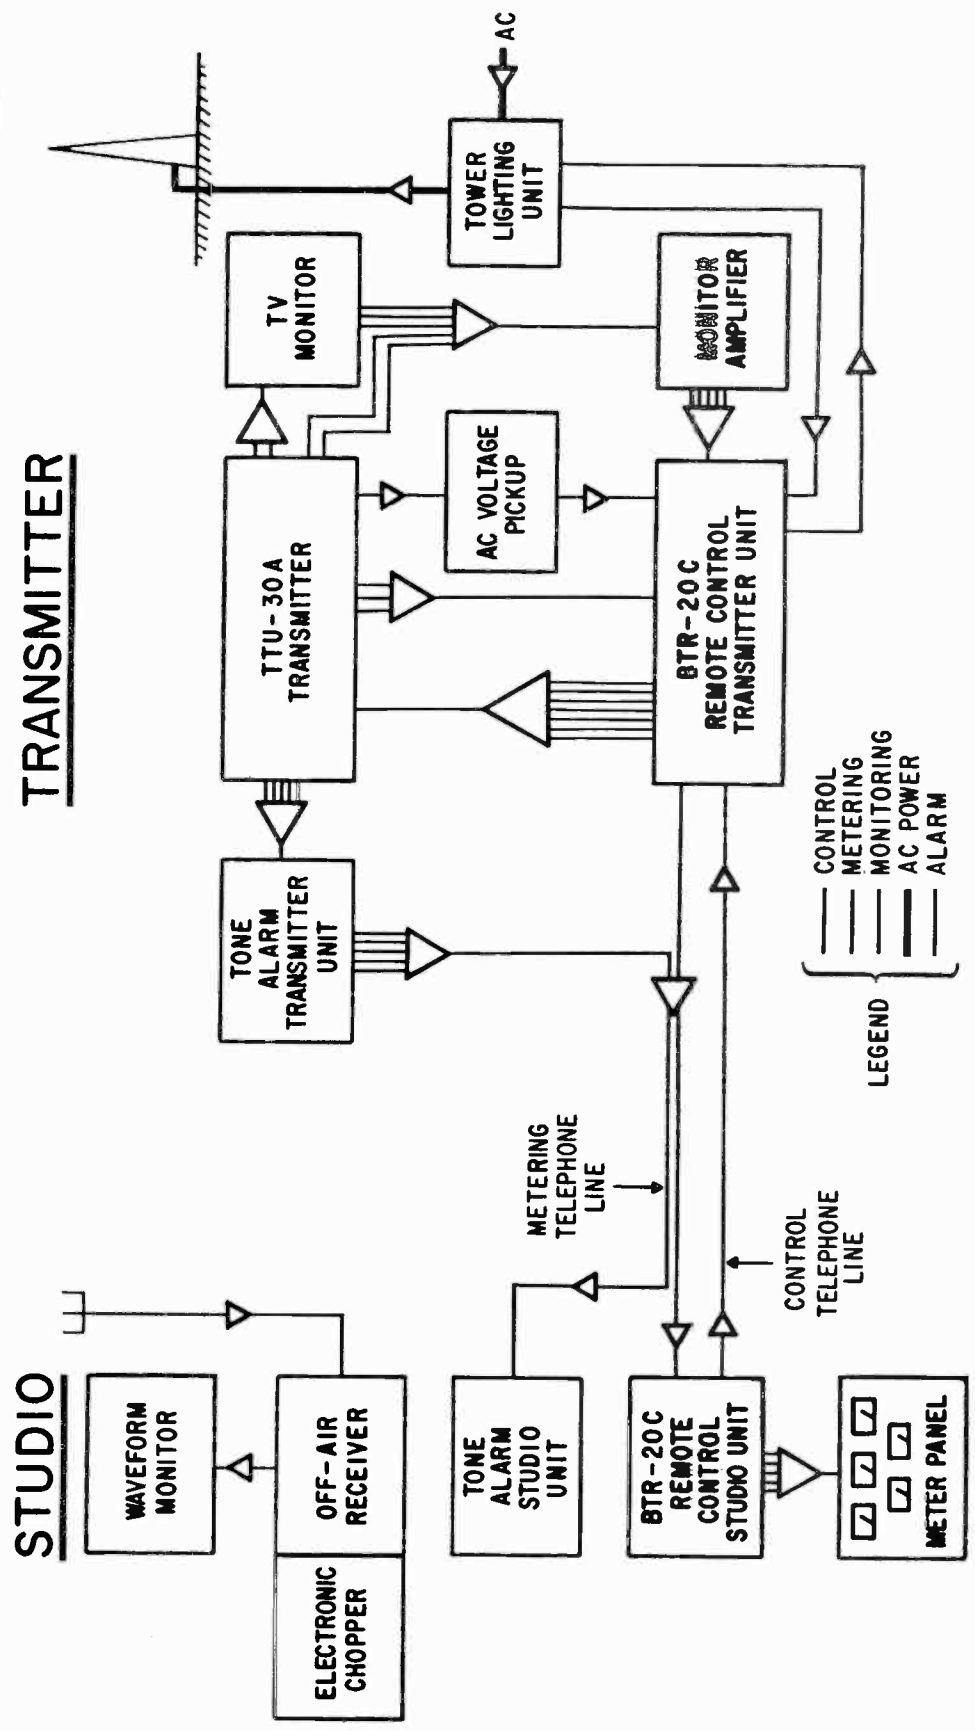 STUDIO
TRANSMITTER
WAVEFORM
MONITOR
ELECTRONIC
CHOPPER
OFF-AIR
RECEIVER
TONE
ALARM
STUDIO
UNIT
BTR-20C
REMOTE
CONTROL
STUDIO UNIT
METER PANEL
METERING
TELEPHONE
LINE
CONTROL
TELEPHONE
LINE
TONE
ALARM
TRANSMITTER
UNIT
TTU-30A
TRANSMITTER
TV
MONITOR
AC VOLTAGE
PICKUP
TOWER
LIGHTING
UNIT
AC
MONITOR
AMPLIFIER
BTR-20C
REMOTE CONTROL
TRANSMITTER UNIT
LEGEND
CONTROL
METERING
MONITORING
AC POWER
ALARM